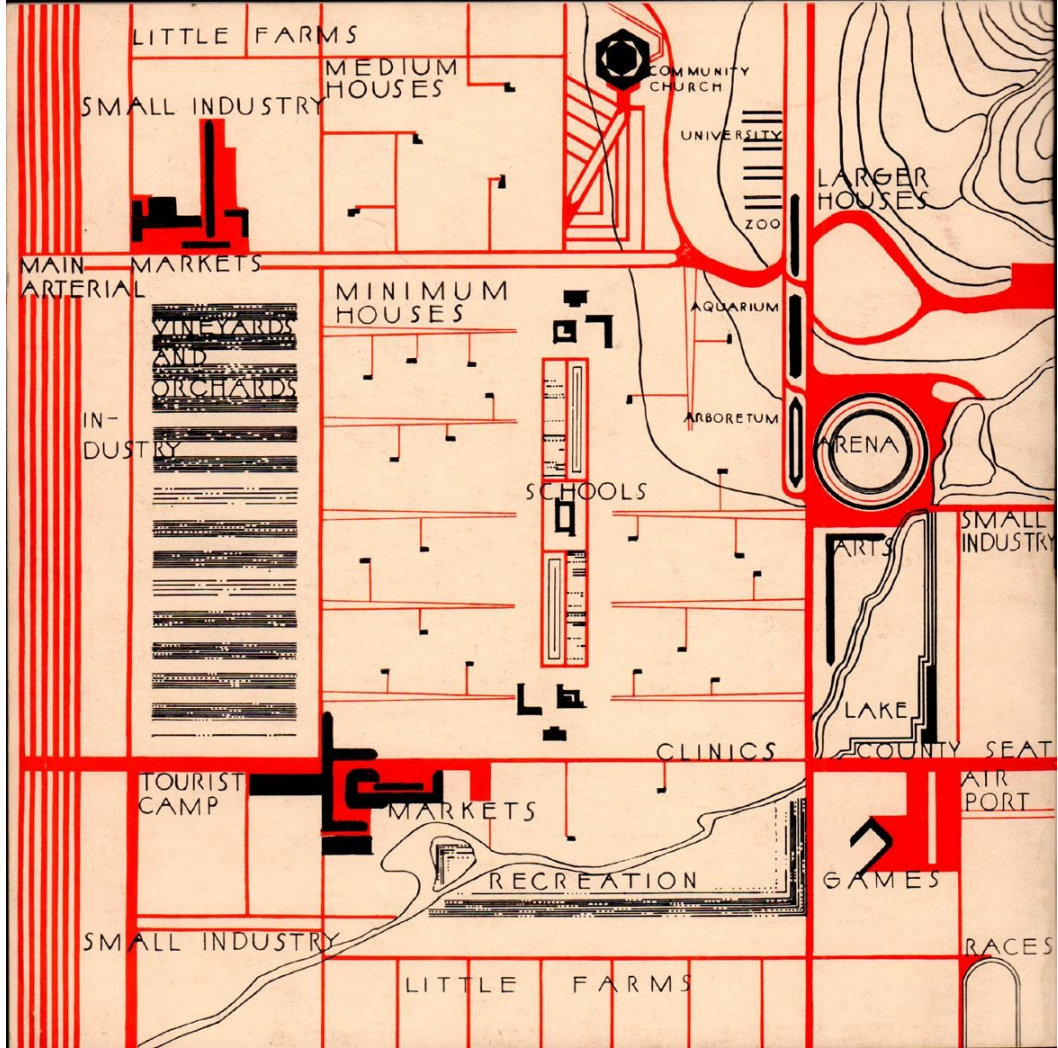 LITTLE FARMS
MEDIUM
HOUSES
SMALL INDUSTRY
COMMUNITY
CHURCH
UNIVERSITY
ZOO
LARGER
HOUSES
MAIN
ARTERIAL
MARKETS
MINIMUM
HOUSES
VINEYARDS
AND
ORCHARDS
AQUARIUM
IN-
DUSTRY
ARBORETUM
ARENA
SCHOOLS
SMALL
INDUSTRY
ARTS
LAKE
CLINICS
COUNTY SEAT
TOURIST
CAMP
MARKETS
AIR
PORT
RECREATION
GAMES
SMALL INDUSTRY
RACES
LITTLE FARMS